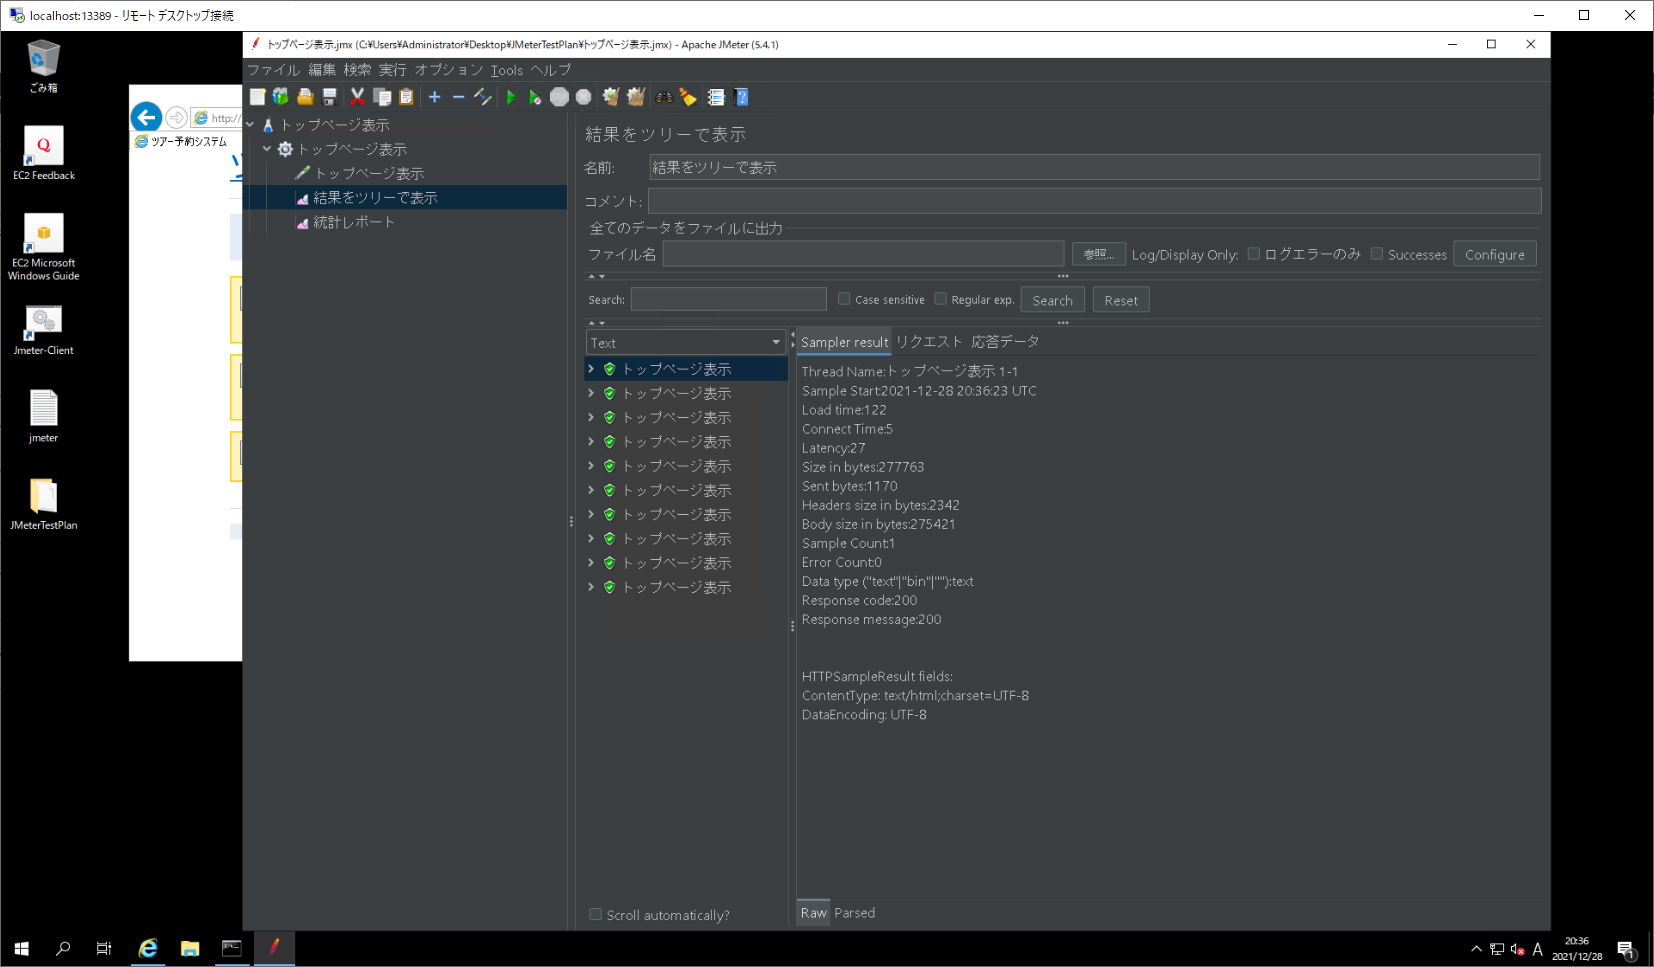 localhost:13389 - リモート デスクトップ接続
ごみ箱
EC2 Feedback
EC2 Microsoft
Windows Guide
Jmeter-Client
jmeter
JMeterTestPlan
http://
ツアー予約システム
トップページ表示.jmx (C:¥Users¥Administrator¥Desktop¥JMeterTestPlan¥トップページ表示.jmx) - Apache JMeter (5.4.1)
ファイル 編集 検索 実行 オプション Tools ヘルプ
トップページ表示
トップページ表示
トップページ表示
結果をツリーで表示
統計レポート
結果をツリーで表示
名前: 結果をツリーで表示
コメント:
全てのデータをファイルに出力
ファイル名 参照... Log/Display Only: ログエラーのみ Successes Configure
Search: Case sensitive Regular exp. Search Reset
Text
トップページ表示
トップページ表示
トップページ表示
トップページ表示
トップページ表示
トップページ表示
トップページ表示
トップページ表示
トップページ表示
トップページ表示
Scroll automatically?
Sampler result リクエスト 応答データ
Thread Name:トップページ表示 1-1
Sample Start:2021-12-28 20:36:23 UTC
Load time:122
Connect Time:5
Latency:27
Size in bytes:277763
Sent bytes:1170
Headers size in bytes:2342
Body size in bytes:275421
Sample Count:1
Error Count:0
Data type ("text"|"bin"|""):text
Response code:200
Response message:200
HTTPSampleResult fields:
ContentType: text/html;charset=UTF-8
DataEncoding: UTF-8
Raw Parsed
A
20:36
2021/12/28
1